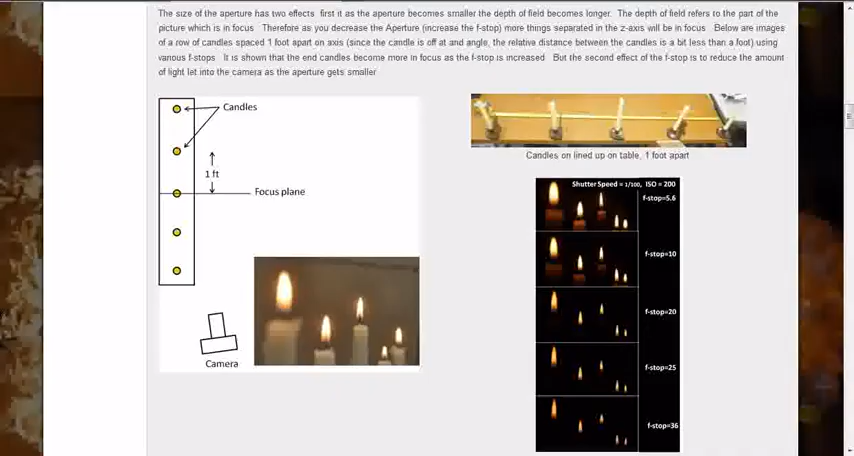 The size of the aperture has two effects first it as the aperture becomes smaller the depth of field becomes longer. The depth of field refers to the part of the
picture which is in focus Therefore as you decrease the Aperture (increase the f-stop) more things separated in the z-axis will be in focus Below are images
of a row of candles spaced 1 foot apart on axis (since the candle is off at and angle, the relative distance between the candles is a bit less than a foot) using
various f-stops It is shown that the end candles become more in focus as the f-stop is increased But the second effect of the f-stop is to reduce the amount
of light let into the camera as the aperture gets smaller
Candles
1 ft
Focus plane
Camera
Candles on lined up on table, 1 foot apart
Shutter Speed = 1/100, ISO = 200
f-stop=5.6
f-stop=10
f-stop=20
f-stop=25
f-stop=36